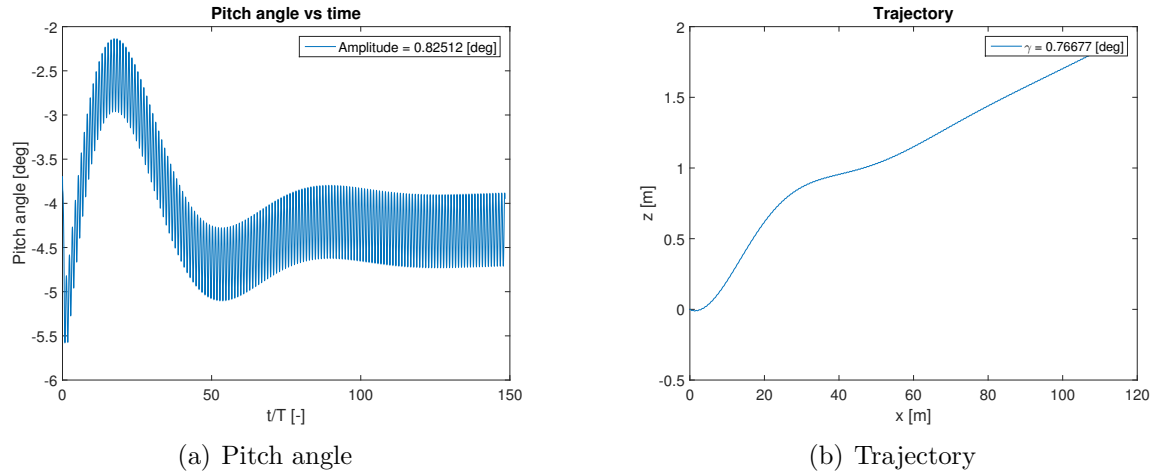 Pitch angle vs time
Amplitude = 0.82512 [deg]
Pitch angle [deg]
-2
-2.5
-3
-3.5
-4
-4.5
-5
-5.5
-6
0
50
100
150
t/T [-]
(a) Pitch angle
Trajectory
γ = 0.76677 [deg]
z [m]
2
1.5
1
0.5
0
-0.5
0
20
40
60
80
100
120
x [m]
(b) Trajectory